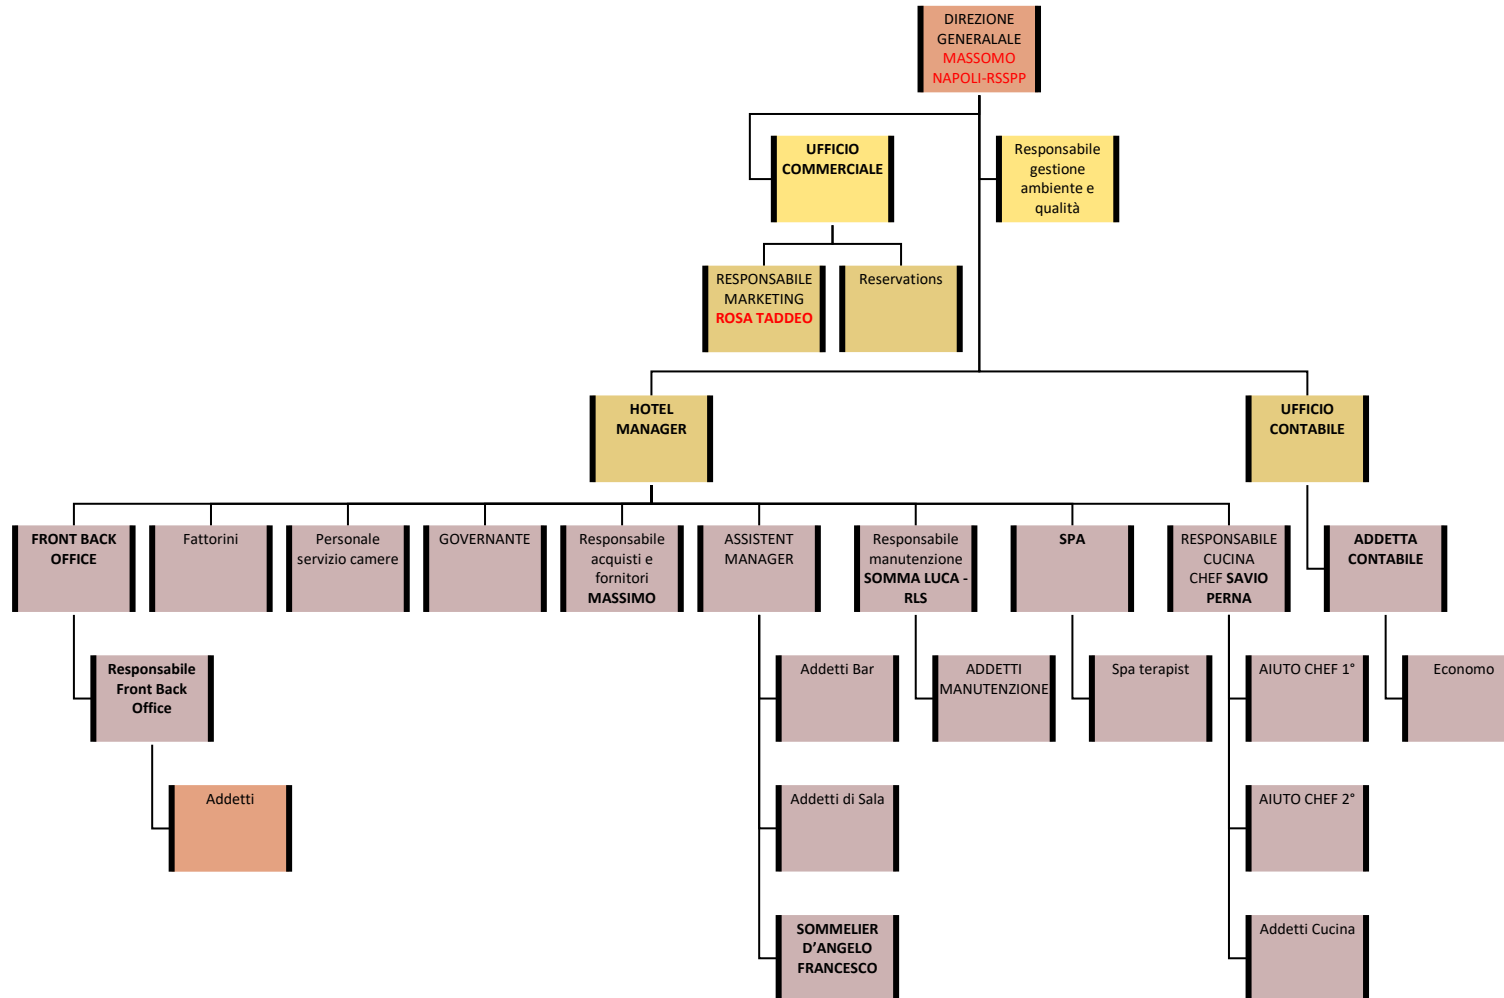 DIREZIONE
GENERALALE
MASSOMO
NAPOLI-RSSPP
UFFICIO
COMMERCIALE
Responsabile
gestione
ambiente e
qualità
RESPONSABILE
MARKETING
ROSA TADDEO
Reservations
HOTEL
MANAGER
UFFICIO
CONTABILE
FRONT BACK
OFFICE
Fattorini
Personale
servizio camere
GOVERNANTE
Responsabile
acquisti e
fornitori
MASSIMO
ASSISTENT
MANAGER
Responsabile
manutenzione
SOMMA LUCA -
RLS
SPA
RESPONSABILE
CUCINA
CHEF SAVIO
PERNA
ADDETTA
CONTABILE
Responsabile
Front Back
Office
Addetti Bar
ADDETTI
MANUTENZIONE
Spa terapist
AIUTO CHEF 1°
Economo
Addetti
Addetti di Sala
AIUTO CHEF 2°
SOMMELIER
D’ANGELO
FRANCESCO
Addetti Cucina